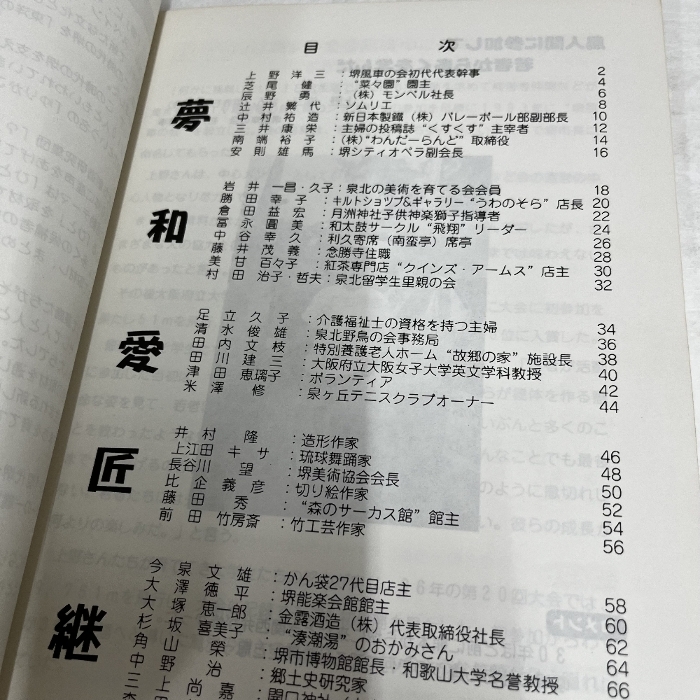 目次
夢
上野洋三：堺風車の会初代代表幹事 2
芝尾健：“菜々園”園主 4
辰野勇：（株）モンベル社長 6
辻井繁代：ソムリエ 8
中村祐造：新日本製鐵（株）バレーボール部副部長 10
三井康栄：主婦の投稿誌“くすくす”主宰者 12
南端裕子：（株）“わんだーらんど”取締役 14
安則雄馬：堺シティオペラ副会長 16
和
岩井一昌・久子：泉北の美術を育てる会会員 18
勝田幸子：キルトショップ&ギャラリー“うわのそら”店長 20
倉田益宏：月洲神社子供神楽獅子指導者 22
冨永圓美：和太鼓サークル“飛翔”リーダー 24
中谷幸久：利久寄席（南蛮亭）席亭 26
藤井茂義：念勝寺住職 28
美甘百々子：紅茶専門店“クインズ・アームス”店主 30
村田治子・哲夫：泉北留学生里親の会 32
愛
足立久子：介護福祉士の資格を持つ主婦 34
清水俊雄：泉北野鳥の会事務局 36
田内文枝：特別養護老人ホーム“故郷の家”施設長 38
田川建三：大阪府立大阪女子大学英文学科教授 40
津田恵璃子：ボランティア 42
米澤修：泉ヶ丘テニスクラブオーナー 44
匠
井村隆：造形作家 46
上江田キサ：琉球舞踊家 48
長谷川望：堺美術協会会長 50
比企義彦：切り絵作家 52
藤田秀：“森のサーカス館”館主 54
前田竹房斎：竹工芸作家 56
継
今泉文雄：かん袋27代目店主 58
大澤徳平：堺能楽会館館主 60
大塚恵一郎：金露酒造（株）代表取締役社長 62
杉坂喜美子：“湊潮湯”のおかみさん 64
角山榮：堺市博物館館長・和歌山大学名誉教授 66
中野治：郷土史研究家